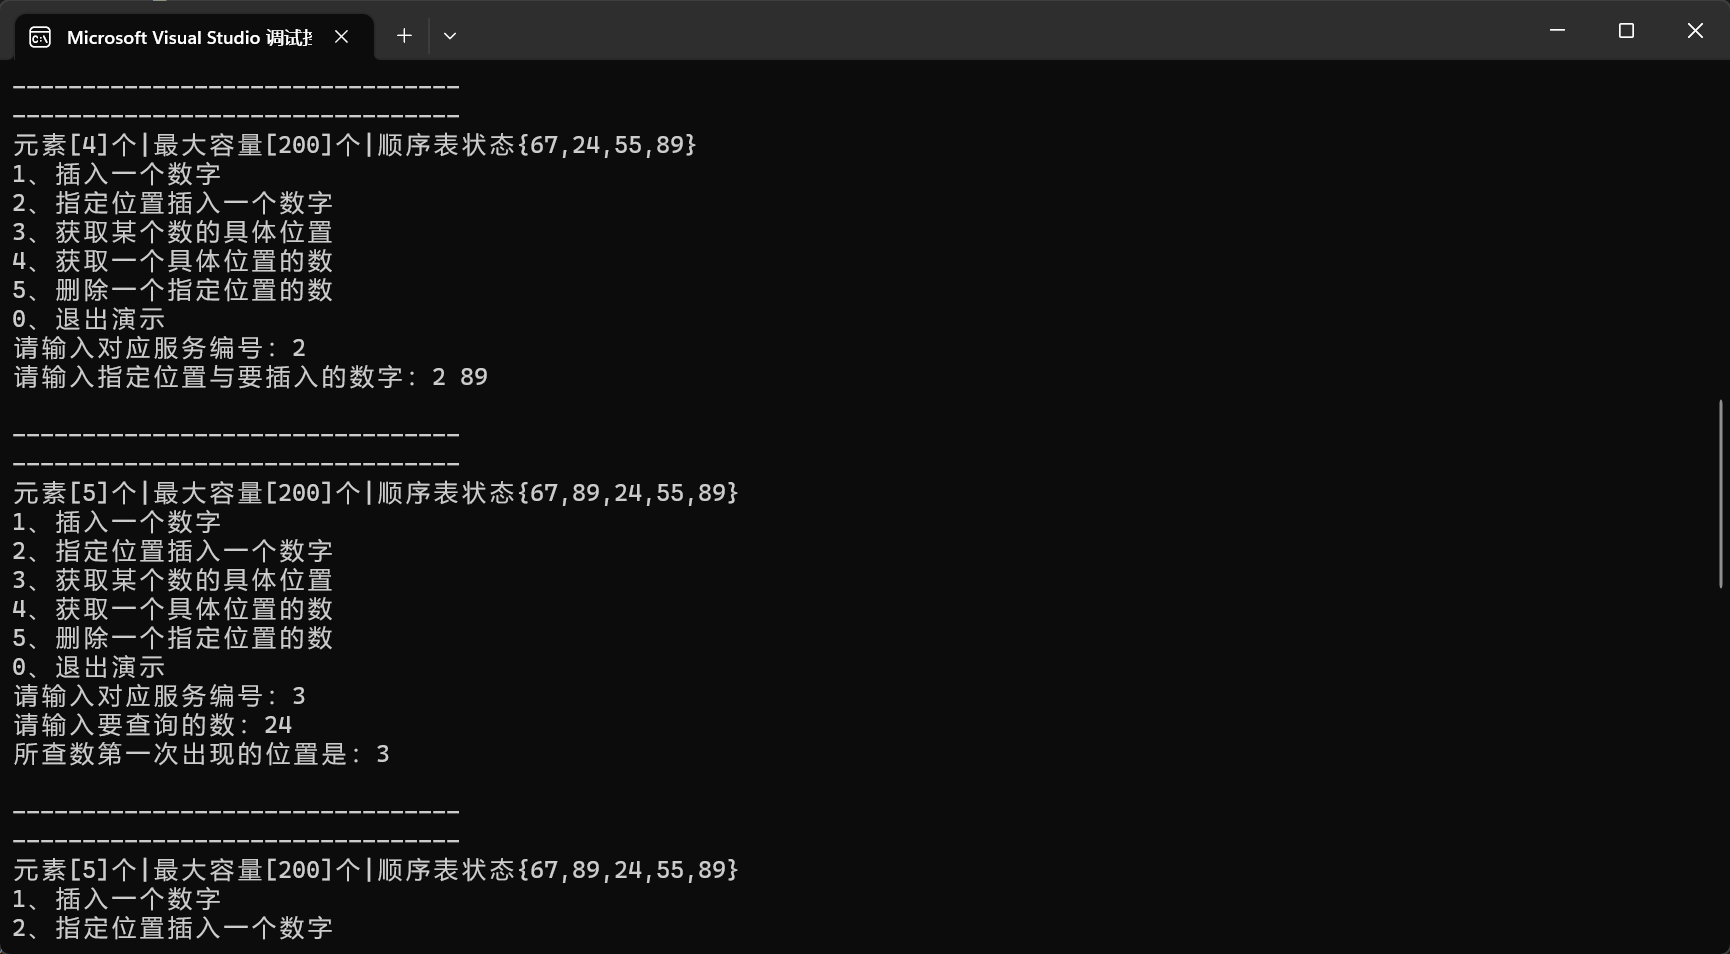 Microsoft Visual Studio 调试
--------------------------------
--------------------------------
元素[4]个|最大容量[200]个|顺序表状态{67,24,55,89}
1、插入一个数字
2、指定位置插入一个数字
3、获取某个数的具体位置
4、获取一个具体位置的数
5、删除一个指定位置的数
0、退出演示
请输入对应服务编号：2
请输入指定位置与要插入的数字：2 89
--------------------------------
--------------------------------
元素[5]个|最大容量[200]个|顺序表状态{67,89,24,55,89}
1、插入一个数字
2、指定位置插入一个数字
3、获取某个数的具体位置
4、获取一个具体位置的数
5、删除一个指定位置的数
0、退出演示
请输入对应服务编号：3
请输入要查询的数：24
所查数第一次出现的位置是：3
--------------------------------
--------------------------------
元素[5]个|最大容量[200]个|顺序表状态{67,89,24,55,89}
1、插入一个数字
2、指定位置插入一个数字